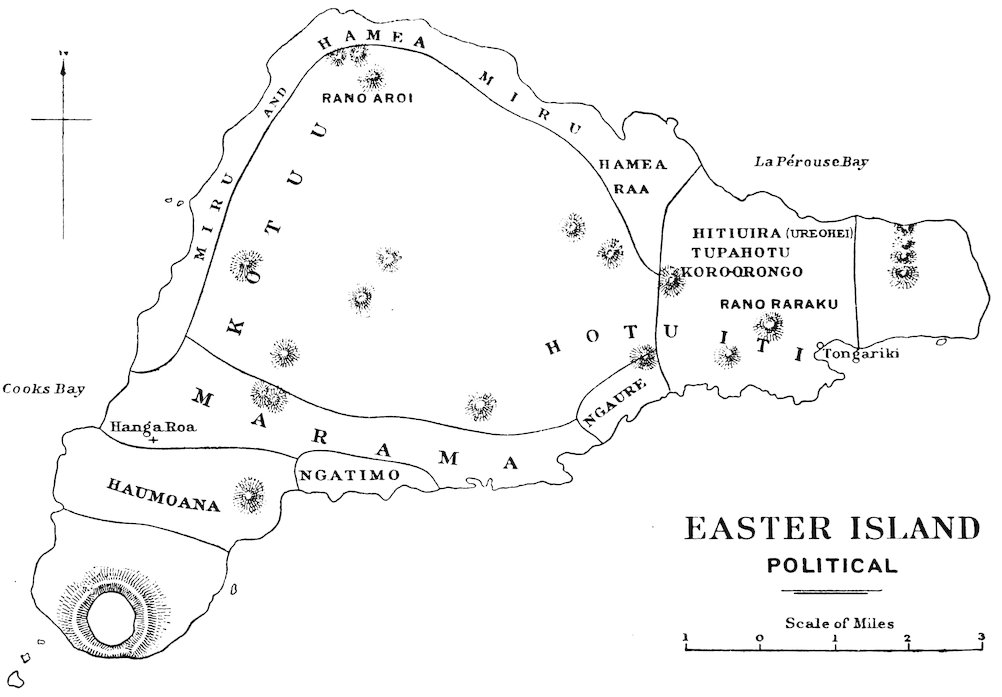 N
HAMEA
MIRU AND
MIRU
RANO AROI
HAMEA
RAA
La Pérouse Bay
KOTUU
HITIUIRA (UREOHEI)
TUPAHOTU
KORO-ORONGO
RANO RARAKU
HOTU ITI
Tongariki
Cooks Bay
MARAMA
NGAURE
Hanga Roa
NGATIMO
HAUMOANA
EASTER ISLAND
POLITICAL
Scale of Miles
1 0 1 2 3